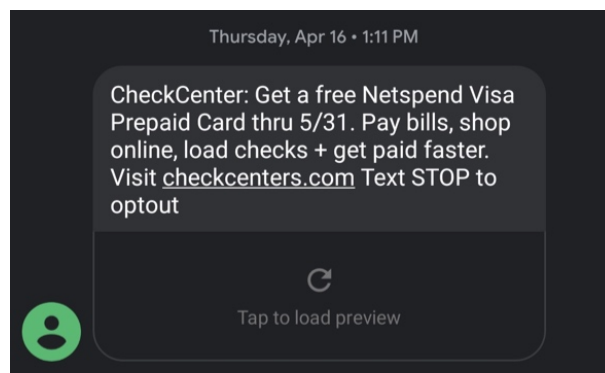 Thursday, Apr 16 • 1:11 PM
CheckCenter: Get a free Netspend Visa
Prepaid Card thru 5/31. Pay bills, shop
online, load checks + get paid faster.
Visit checkcenters.com Text STOP to
optout
Tap to load preview